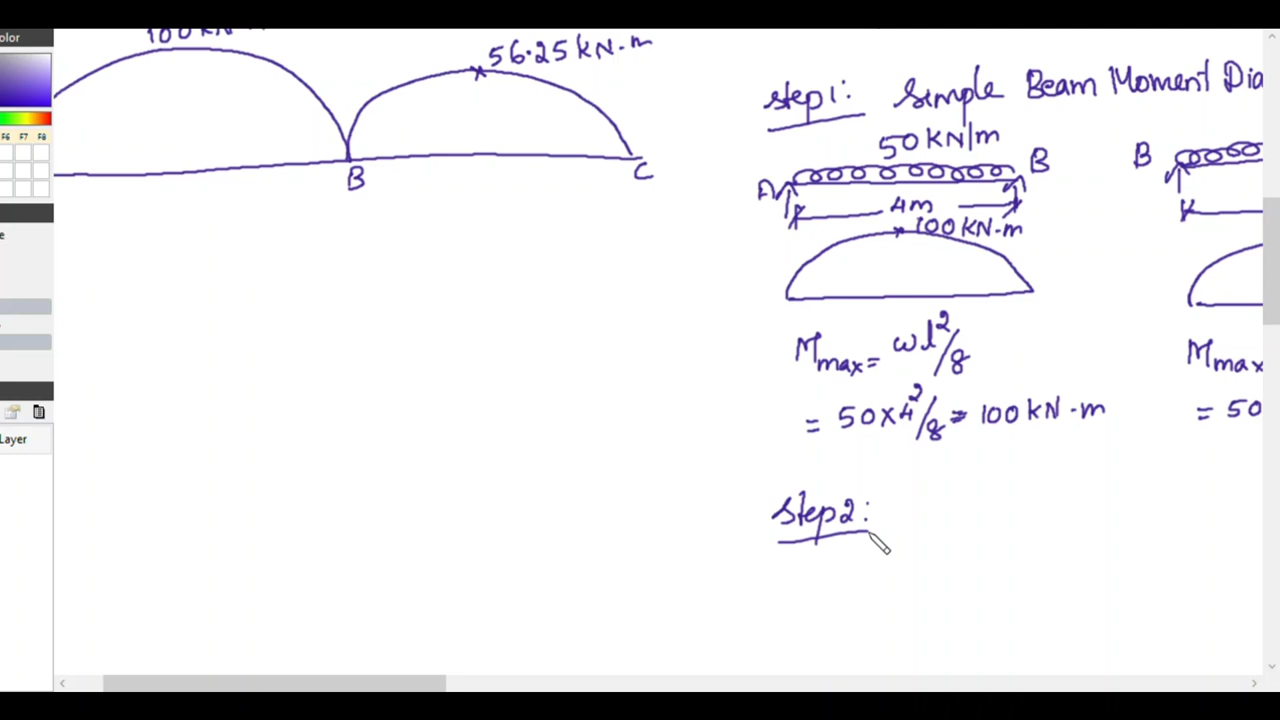 olor
F6 F7 F8
e
Layer
56.25 kN-m
B
C
Step1: Simple Beam Moment Dia
50 kN/m
A
B
4m
100 kN-m
Mmax= ωl²/8
= 50×4²/8 = 100 kN-m
B
Mmax
= 50
Step2: